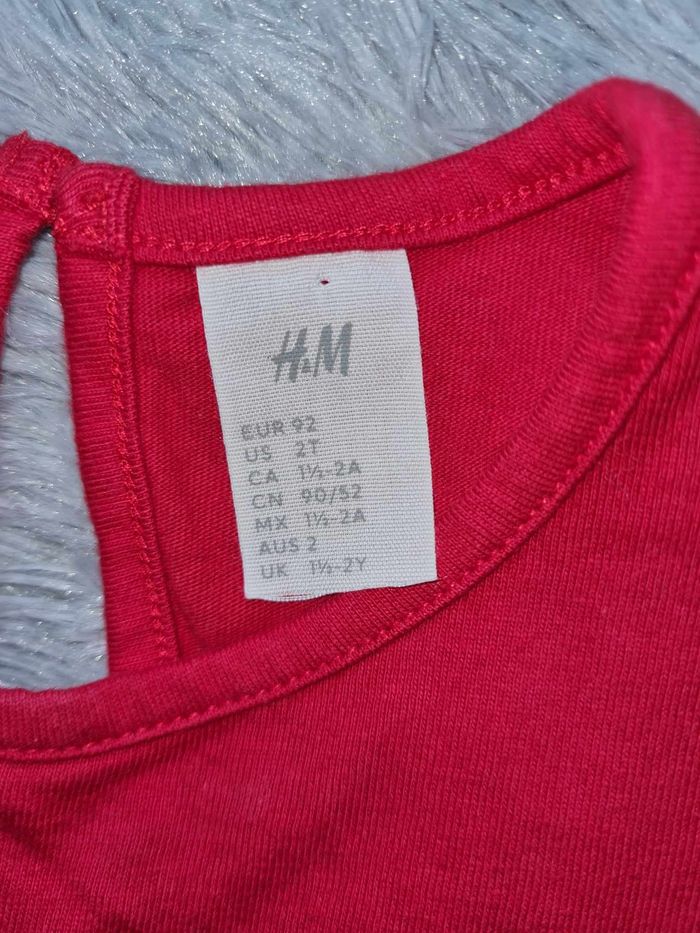 H&M
EUR 92
US 2T
CA 1½-2A
CN 90/52
MX 1½-2A
AUS 2
UK 1½-2Y